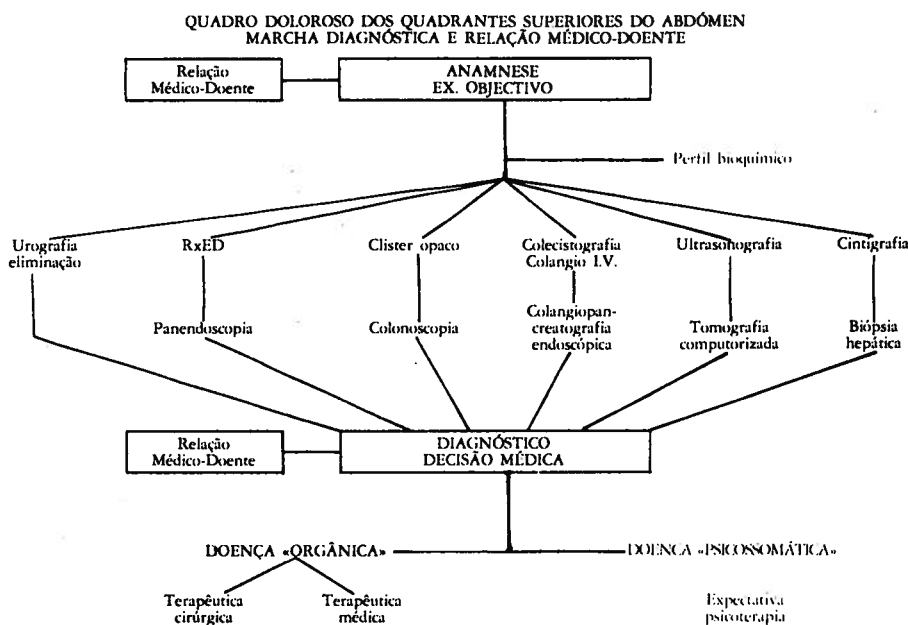 QUADRO DOLOROSO DOS QUADRANTES SUPERIORES DO ABDÓMEN
MARCHA DIAGNÓSTICA E RELAÇÃO MÉDICO-DOENTE
Relação
Médico-Doente
ANAMNESE
EX. OBJECTIVO
Perfil bioquímico
Urografia
eliminação
RxED
Clister opaco
Colecistografia
Colangio I.V.
Ultrasonografia
Cintigrafia
Panendoscopia
Colonoscopia
Colangiopan-
creatografia
endoscópica
Tomografia
computorizada
Biópsia
hepática
Relação
Médico-Doente
DIAGNÓSTICO
DECISÃO MÉDICA
DOENÇA «ORGÂNICA»
DOENCA «PSICOSSOMÁTICA»
Terapêutica
cirúrgica
Terapêutica
médica
Expectativa
psicoterapia